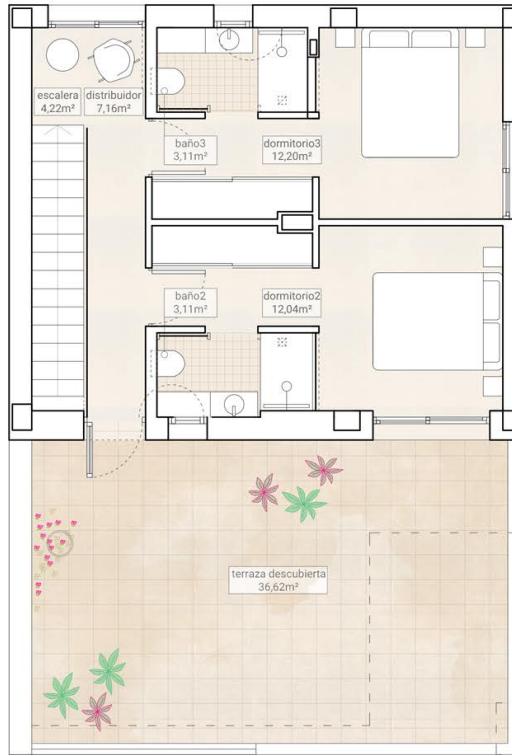 escalera
4,22m²
distribuidor
7,16m²
baño3
3,11m²
dormitorio3
12,20m²
baño2
3,11m²
dormitorio2
12,04m²
terraza descubierta
36,62m²